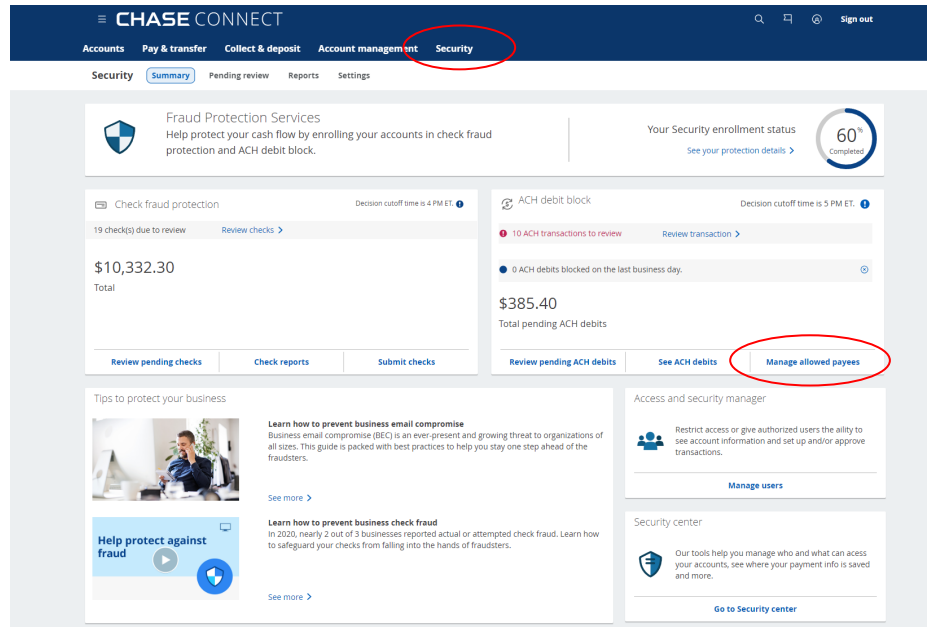 CHASE CONNECT
Sign out
Accounts Pay & transfer Collect & deposit Account management Security
Security Summary Pending review Reports Settings
Fraud Protection Services
Help protect your cash flow by enrolling your accounts in check fraud
protection and ACH debit block.
Your Security enrollment status
See your protection details >
60%
Completed
Check fraud protection
Decision cutoff time is 4 PM ET.
19 check(s) due to review Review checks >
$10,332.30
Total
Review pending checks Check reports Submit checks
ACH debit block
Decision cutoff time is 5 PM ET.
10 ACH transactions to review Review transaction >
0 ACH debits blocked on the last business day.
$385.40
Total pending ACH debits
Review pending ACH debits See ACH debits Manage allowed payees
Tips to protect your business
Learn how to prevent business email compromise
Business email compromise (BEC) is an ever-present and growing threat to organizations of
all sizes. This guide is packed with best practices to help you stay one step ahead of the
fraudsters.
See more >
Help protect against
fraud
Learn how to prevent business check fraud
In 2020, nearly 2 out of 3 businesses reported actual or attempted check fraud. Learn how
to safeguard your checks from falling into the hands of fraudsters.
See more >
Access and security manager
Restrict access or give authorized users the aility to
see account information and set up and/or approve
transactions.
Manage users
Security center
Our tools help you manage who and what can acess
your accounts, see where your payment info is saved
and more.
Go to Security center